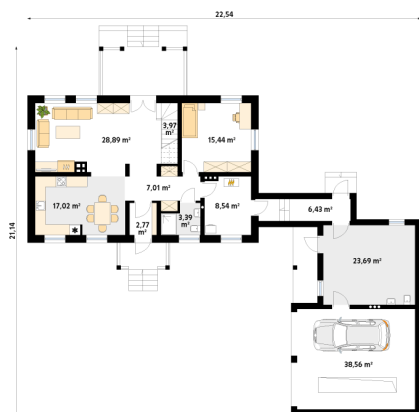 22,54
21,14
28,89 m²
3,97
m²
15,44 m²
7,01 m²
17,02 m²
2,77
m²
3,39
m²
8,54 m²
6,43 m²
23,69 m²
38,56 m²